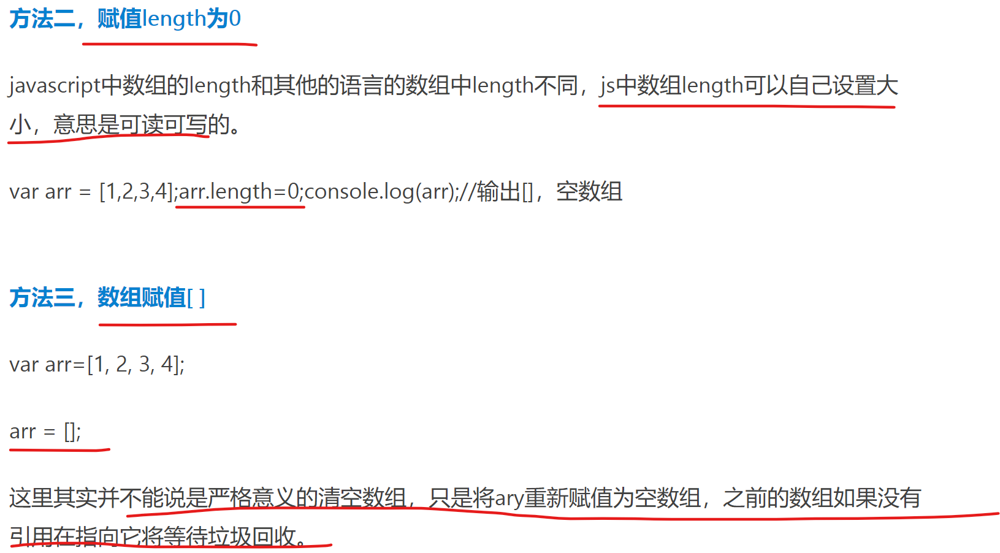 方法二，赋值length为0
javascript中数组的length和其他的语言的数组中length不同，js中数组length可以自己设置大
小，意思是可读可写的。
var arr = [1,2,3,4];arr.length=0;console.log(arr);//输出[]，空数组
方法三，数组赋值[ ]
var arr=[1, 2, 3, 4];
arr = [];
这里其实并不能说是严格意义的清空数组，只是将ary重新赋值为空数组，之前的数组如果没有
引用在指向它将等待垃圾回收。